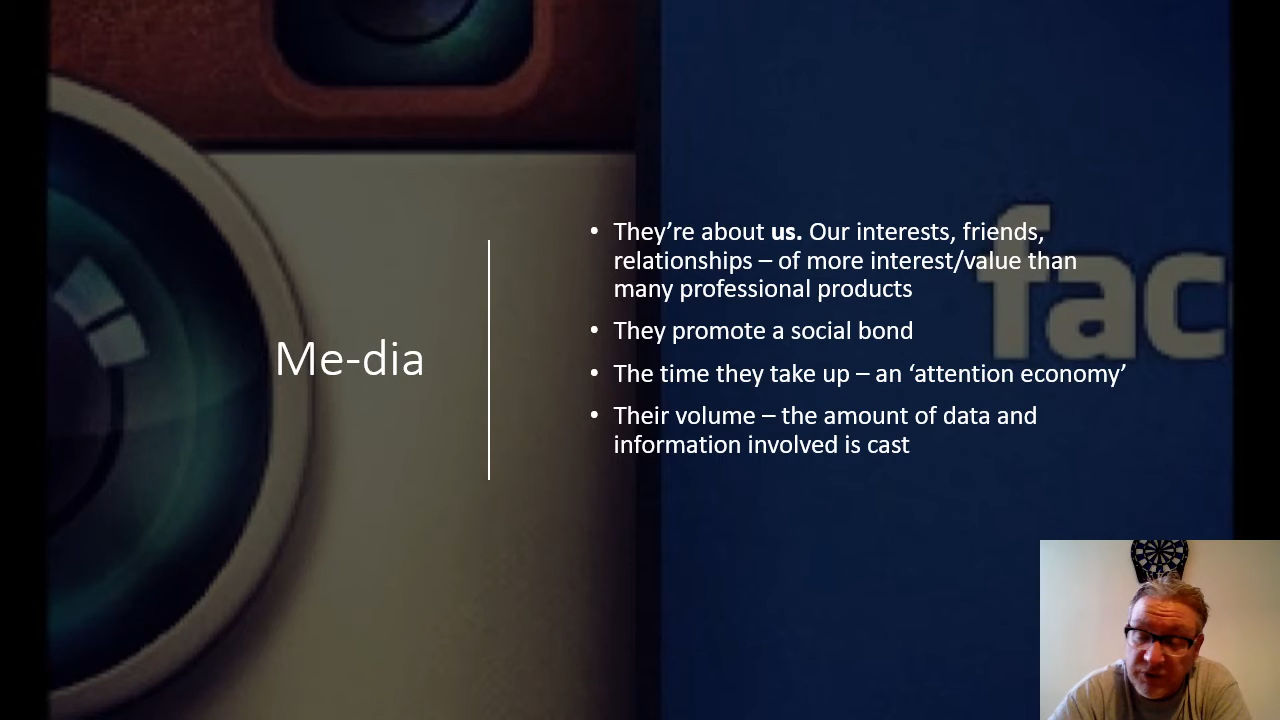 Me-dia
• They’re about us. Our interests, friends,
relationships – of more interest/value than
many professional products
• They promote a social bond
• The time they take up – an ‘attention economy’
• Their volume – the amount of data and
information involved is cast
fac